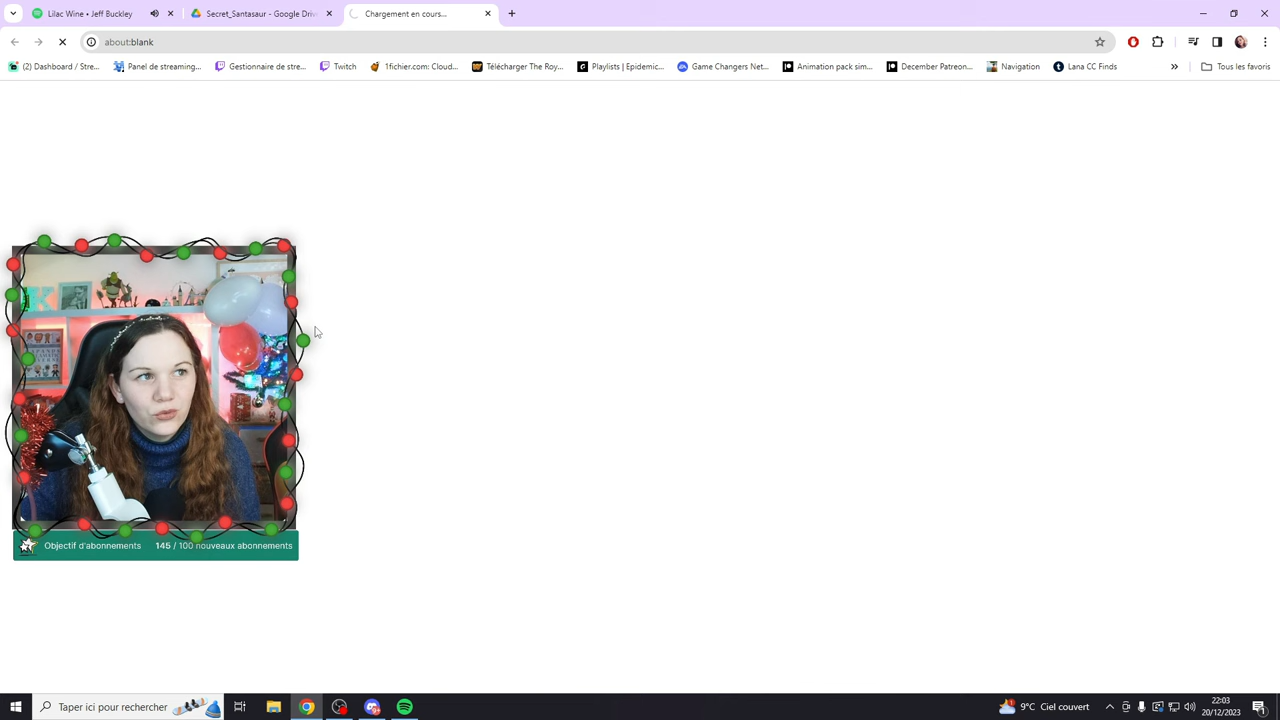 Lilac Wine • Jeff Buckley
Secret_Santasaur - Google Driv
Chargement en cours...
about:blank
(2) Dashboard / Stre...
Panel de streaming...
Gestionnaire de stre...
Twitch
1fichier.com: Cloud...
Télécharger The Roy...
Playlists | Epidemic...
Game Changers Net...
Animation pack sim...
December Patreon...
Navigation
Lana CC Finds
Tous les favoris
Objectif d'abonnements
145 / 100 nouveaux abonnements
Taper ici pour rechercher
9°C Ciel couvert
22:03
20/12/2023